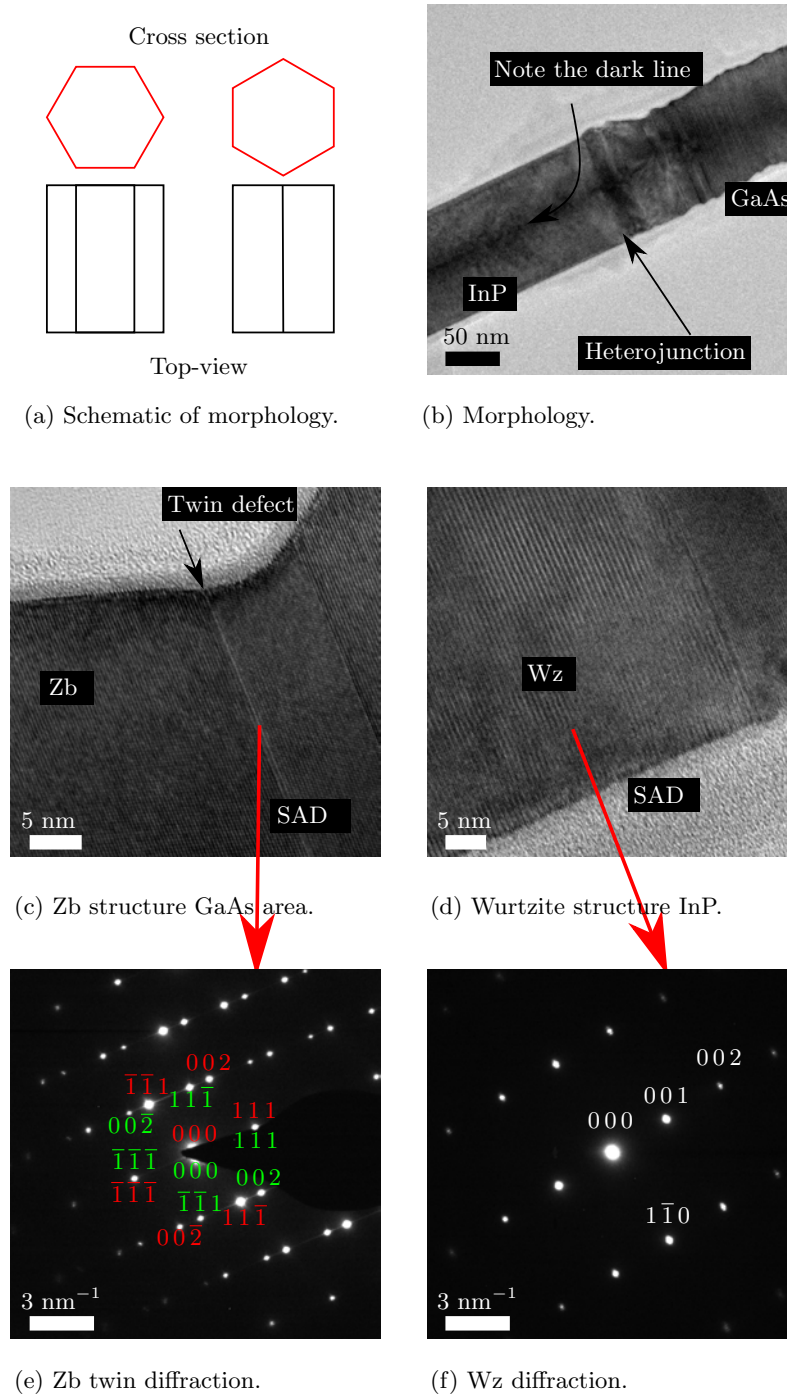 Cross section
Top-view
(a) Schematic of morphology.
Note the dark line
GaAs
InP
50 nm
Heterojunction
(b) Morphology.
Twin defect
Zb
SAD
5 nm
(c) Zb structure GaAs area.
Wz
SAD
5 nm
(d) Wurtzite structure InP.
0 0 2
1̅ 1̅ 1
1 1 1̅
1 1 1
0 0 2̅
0 0 0
1 1 1
1̅ 1̅ 1̅
0 0 0
0 0 2
1̅ 1̅ 1̅
1̅ 1̅ 1
1 1 1̅
0 0 2̅
3 nm⁻¹
(e) Zb twin diffraction.
0 0 2
0 0 1
0 0 0
1 1̅ 0
3 nm⁻¹
(f) Wz diffraction.